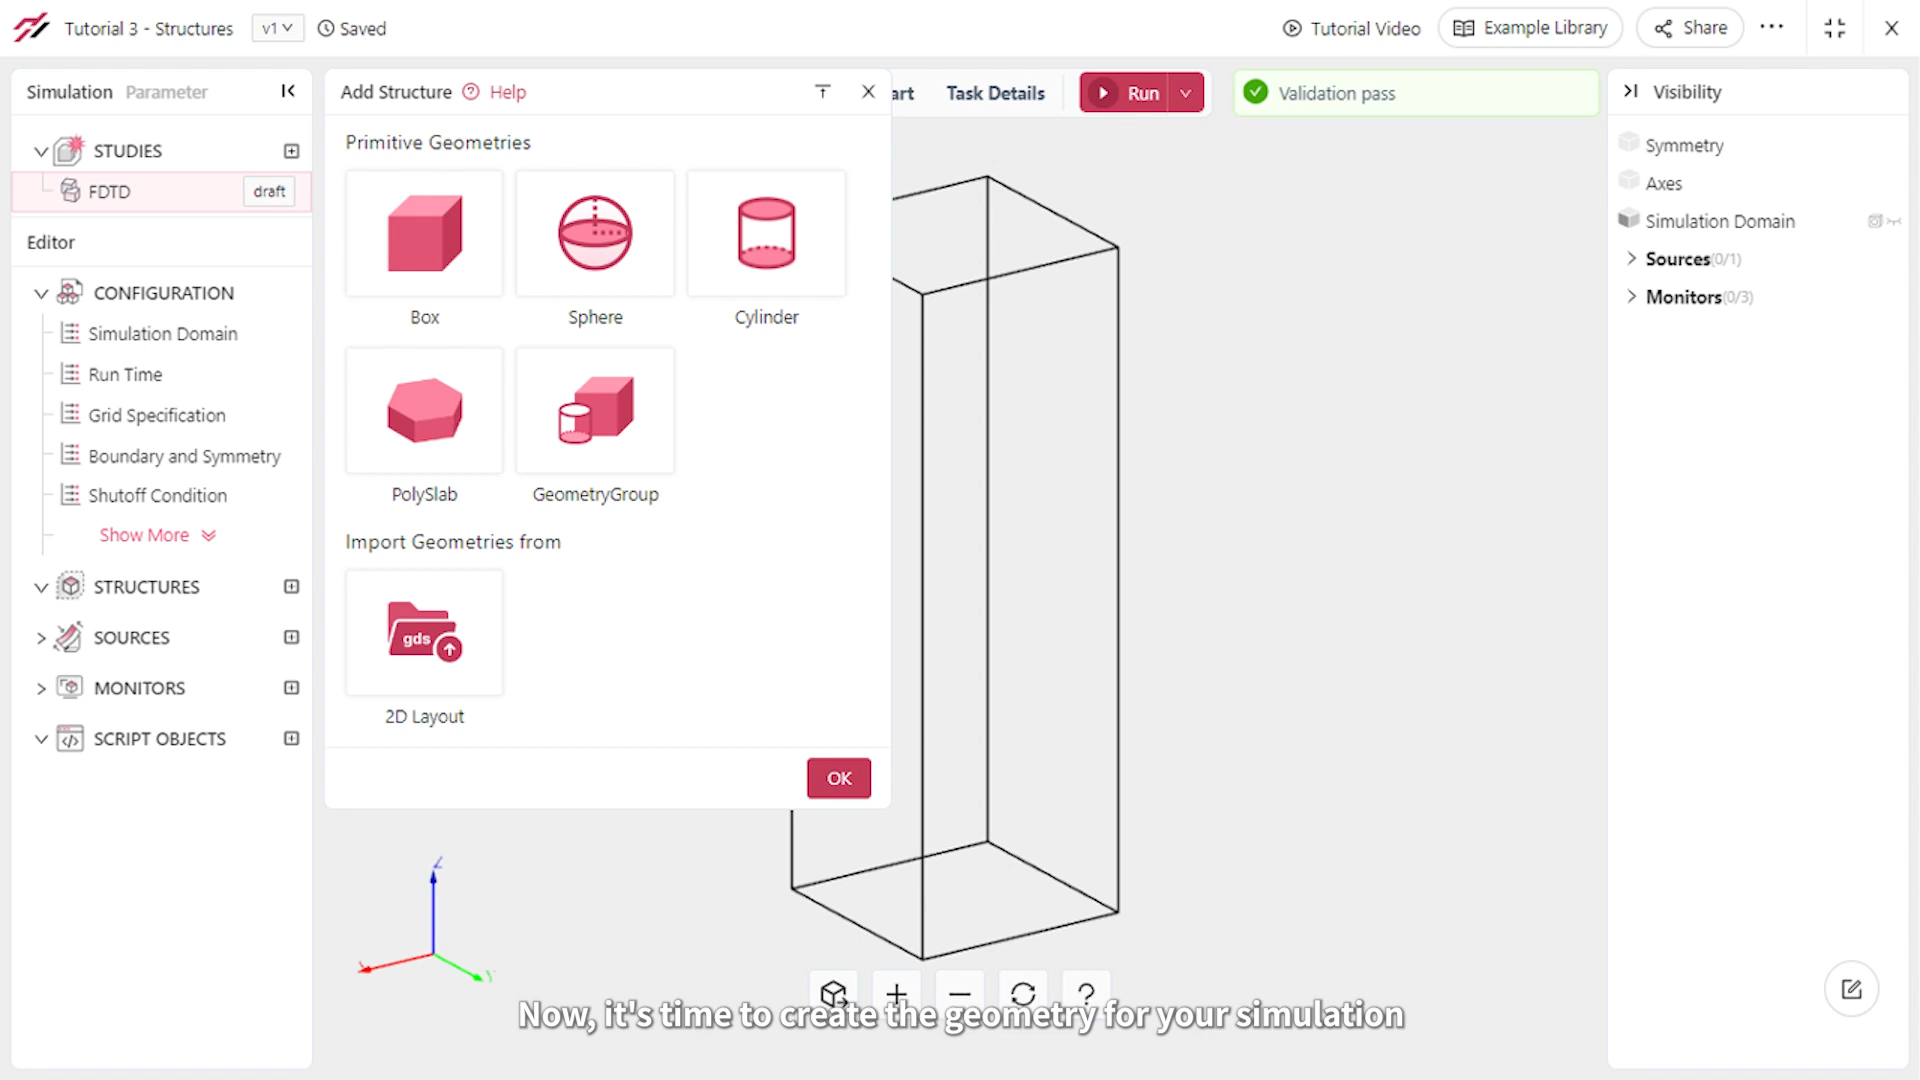 Tutorial 3 - Structures
v1
Saved
Tutorial Video
Example Library
Share
Simulation Parameter
STUDIES
FDTD
draft
Editor
CONFIGURATION
Simulation Domain
Run Time
Grid Specification
Boundary and Symmetry
Shutoff Condition
Show More
STRUCTURES
SOURCES
MONITORS
SCRIPT OBJECTS
Add Structure
Help
Primitive Geometries
Box
Sphere
Cylinder
PolySlab
GeometryGroup
Import Geometries from
gds
2D Layout
OK
art
Task Details
Run
Validation pass
Visibility
Symmetry
Axes
Simulation Domain
Sources(0/1)
Monitors(0/3)
Now, it's time to create the geometry for your simulation